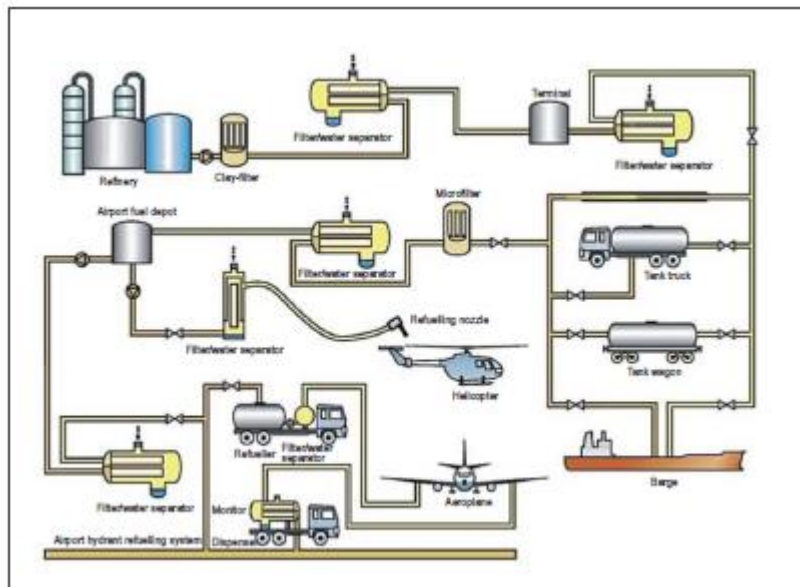 Terminal
Filter/water separator
Filter/water separator
Refinery
Clay-filter
Microfilter
Airport fuel depot
Filter/water separator
Tank truck
Refuelling nozzle
Filter/water separator
Tank wagon
Helicopter
Refueller
Filter/water
separator
Barge
Aeroplane
Filter/water separator
Monitor
Airport hydrant refuelling system
Dispenser